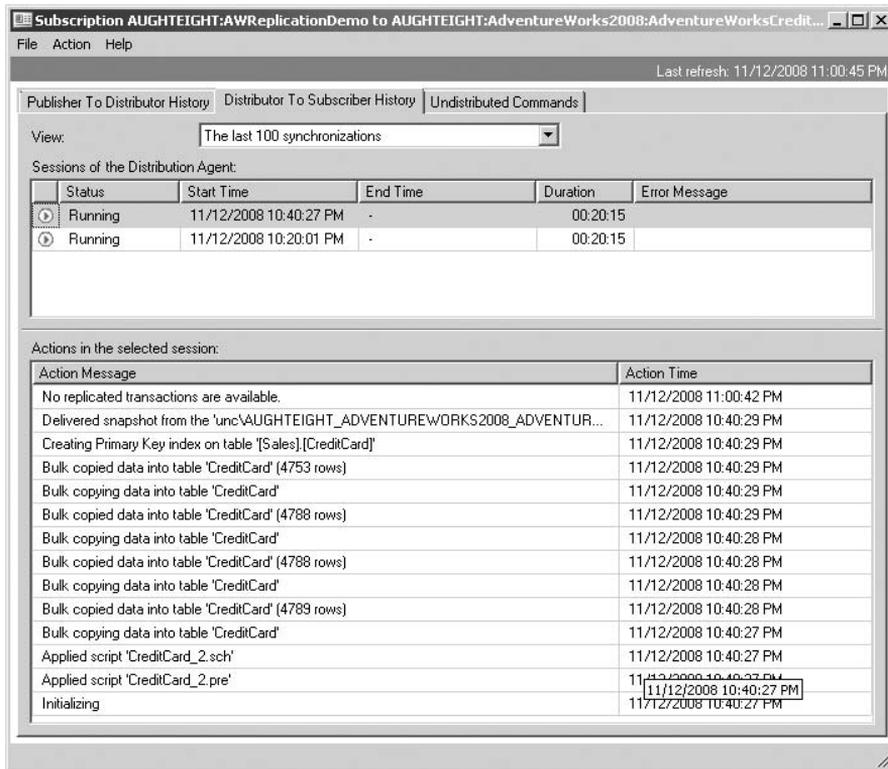 Subscription AUGHTEIGHT:AWReplicationDemo to AUGHTEIGHT:AdventureWorks2008:AdventureWorksCredit...
File Action Help
Last refresh: 11/12/2008 11:00:45 PM
Publisher To Distributor History Distributor To Subscriber History Undistributed Commands
View: The last 100 synchronizations
Sessions of the Distribution Agent:
Status Start Time End Time Duration Error Message
Running 11/12/2008 10:40:27 PM - 00:20:15
Running 11/12/2008 10:20:01 PM - 00:20:15
Actions in the selected session:
Action Message Action Time
No replicated transactions are available. 11/12/2008 11:00:42 PM
Delivered snapshot from the 'unc\AUGHTEIGHT_ADVENTUREWORKS2008_ADVENTUR... 11/12/2008 10:40:29 PM
Creating Primary Key index on table '[Sales].[CreditCard]' 11/12/2008 10:40:29 PM
Bulk copied data into table 'CreditCard' (4753 rows) 11/12/2008 10:40:29 PM
Bulk copying data into table 'CreditCard' 11/12/2008 10:40:29 PM
Bulk copied data into table 'CreditCard' (4788 rows) 11/12/2008 10:40:29 PM
Bulk copying data into table 'CreditCard' 11/12/2008 10:40:28 PM
Bulk copied data into table 'CreditCard' (4788 rows) 11/12/2008 10:40:28 PM
Bulk copying data into table 'CreditCard' 11/12/2008 10:40:28 PM
Bulk copied data into table 'CreditCard' (4789 rows) 11/12/2008 10:40:28 PM
Bulk copying data into table 'CreditCard' 11/12/2008 10:40:27 PM
Applied script 'CreditCard_2.sch' 11/12/2008 10:40:27 PM
Applied script 'CreditCard_2.pre'
11/12/2008 10:40:27 PM
Initializing 11/12/2008 10:40:27 PM